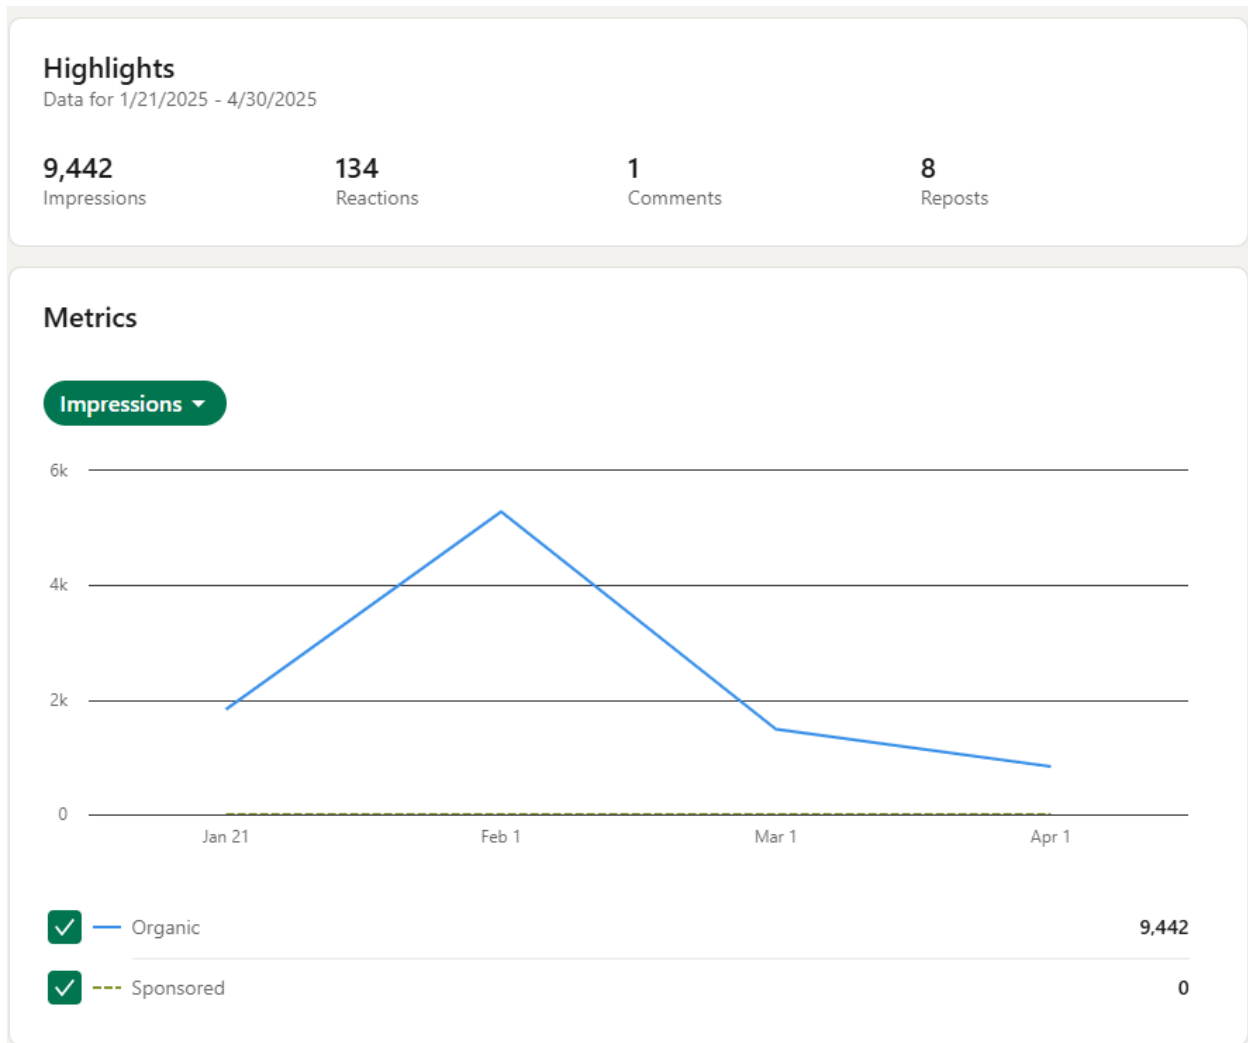 Highlights
Data for 1/21/2025 - 4/30/2025
9,442 134 1 8
Impressions Reactions Comments Reposts
Metrics
Impressions
6k
4k
2k
0
Jan 21 Feb 1 Mar 1 Apr 1
Organic 9,442
Sponsored 0